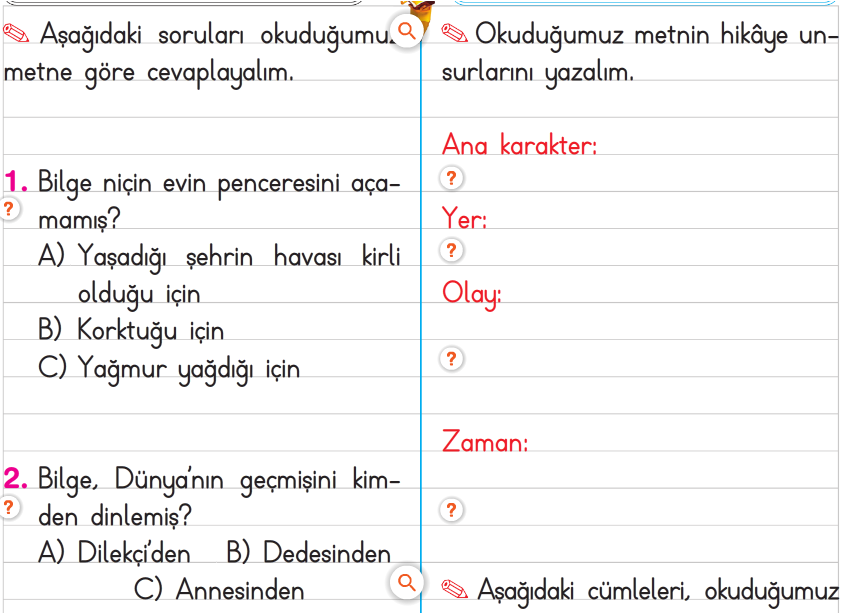 Aşağıdaki soruları okuduğumuz
metne göre cevaplayalım.
1. Bilge niçin evin penceresini aça-
?
mamış?
A) Yaşadığı şehrin havası kirli
olduğu için
B) Korktuğu için
C) Yağmur yağdığı için
2. Bilge, Dünya'nın geçmişini kim-
?
den dinlemiş?
A) Dilekçi'den B) Dedesinden
C) Annesinden
Okuduğumuz metnin hikâye un-
surlarını yazalım.
Ana karakter:
?
Yer:
?
Olay:
?
Zaman:
?
Aşağıdaki cümleleri, okuduğumuz